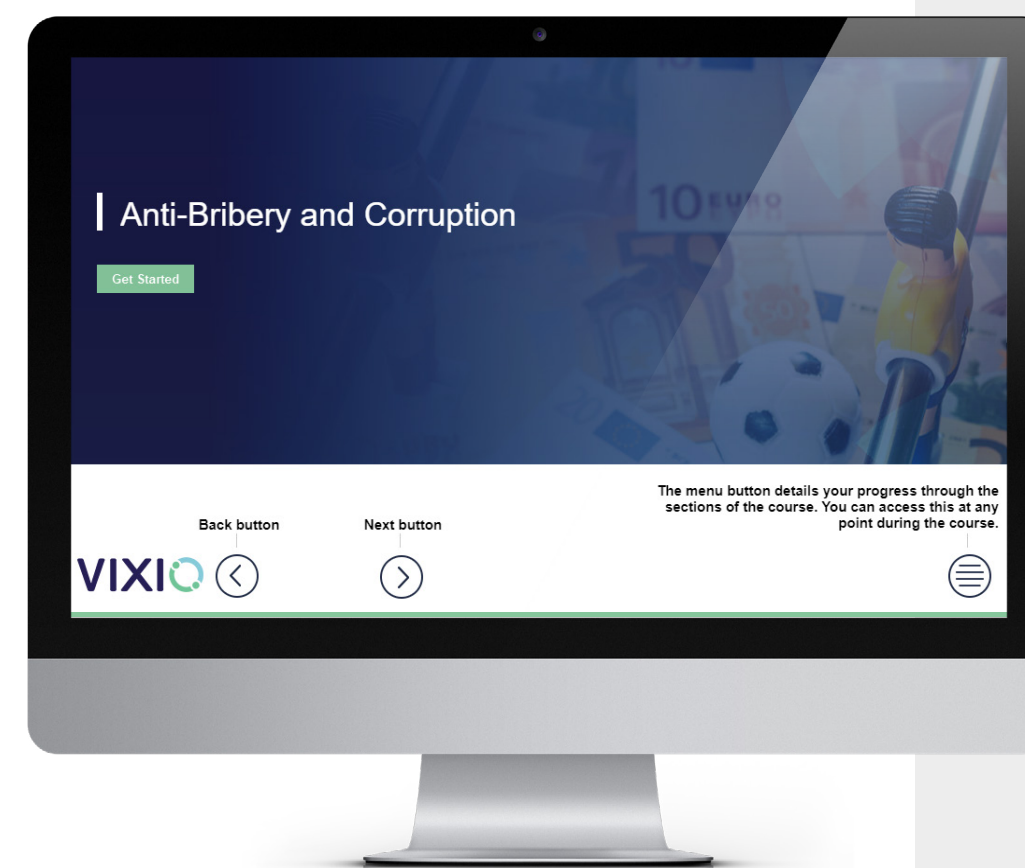 10 EURO
Anti-Bribery and Corruption
Get Started
The menu button details your progress through the
sections of the course. You can access this at any
point during the course.
Back button
Next button
VIXIO